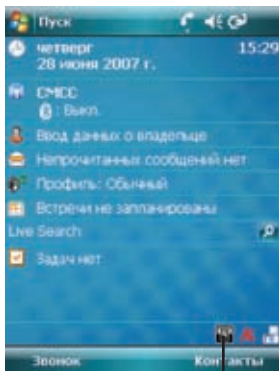 Пуск
четверг 15:29
28 июня 2007 г.
CMCC
: Выкл.
Ввод данных о владельце
Непрочитанных сообщений нет
Профиль: Обычный
Встречи не запланированы
Live Search
Задач нет
Звонок Контакты